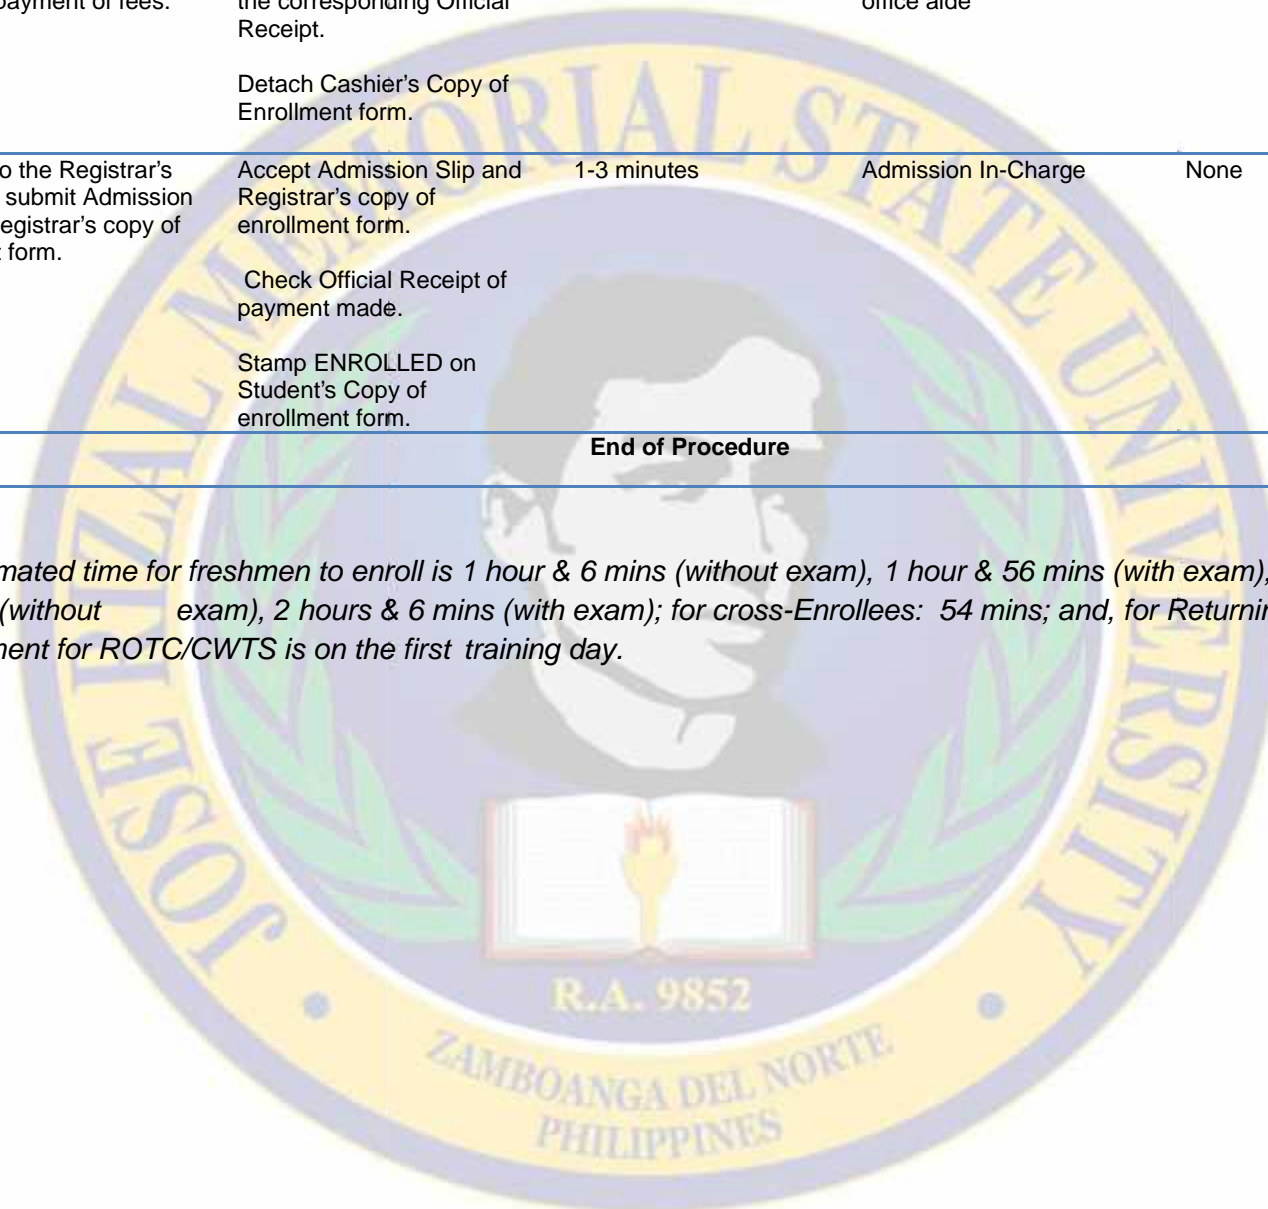 payment of fees.
the corresponding Official
office aide
Receipt.
Detach Cashier's Copy of
Enrollment form.
o the Registrar's
submit Admission
egistrar's copy of
form.
Accept Admission Slip and
Registrar's copy of
enrollment form.
Check Official Receipt of
payment made.
Stamp ENROLLED on
Student's Copy of
enrollment form.
1-3 minutes
Admission In-Charge
None
End of Procedure
mated time for freshmen to enroll is 1 hour & 6 mins (without exam), 1 hour & 56 mins (with exam),
(without exam), 2 hours & 6 mins (with exam); for cross-Enrollees: 54 mins; and, for Returnin
ment for ROTC/CWTS is on the first training day.
JOSE RIZAL MEMORIAL STATE UNIVERSITY
R.A. 9852
ZAMBOANGA DEL NORTE
PHILIPPINES